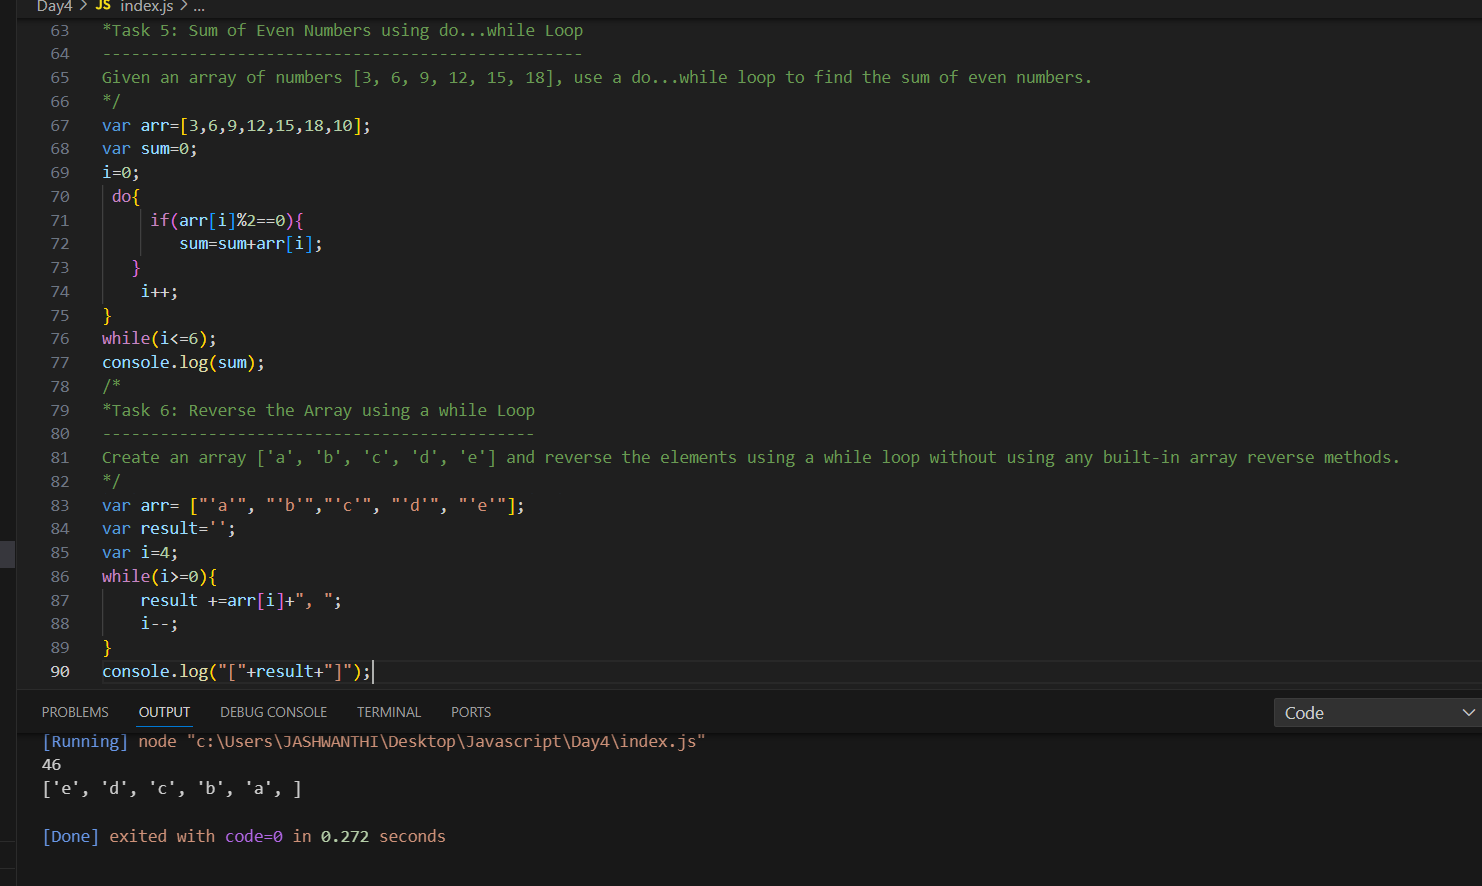 Day4 > JS index.js > ...
63 *Task 5: Sum of Even Numbers using do...while Loop
64 --------------------------------------------------
65 Given an array of numbers [3, 6, 9, 12, 15, 18], use a do...while loop to find the sum of even numbers.
66 */
67 var arr=[3,6,9,12,15,18,10];
68 var sum=0;
69 i=0;
70 do{
71 if(arr[i]%2==0){
72 sum=sum+arr[i];
73 }
74 i++;
75 }
76 while(i<=6);
77 console.log(sum);
78 /*
79 *Task 6: Reverse the Array using a while Loop
80 ---------------------------------------------
81 Create an array ['a', 'b', 'c', 'd', 'e'] and reverse the elements using a while loop without using any built-in array reverse methods.
82 */
83 var arr= ["'a'", "'b'","'c'", "'d'", "'e'"];
84 var result='';
85 var i=4;
86 while(i>=0){
87 result +=arr[i]+", ";
88 i--;
89 }
90 console.log("["+result+"]");
PROBLEMS OUTPUT DEBUG CONSOLE TERMINAL PORTS Code
[Running] node "c:\Users\JASHWANTHI\Desktop\Javascript\Day4\index.js"
46
['e', 'd', 'c', 'b', 'a', ]
[Done] exited with code=0 in 0.272 seconds